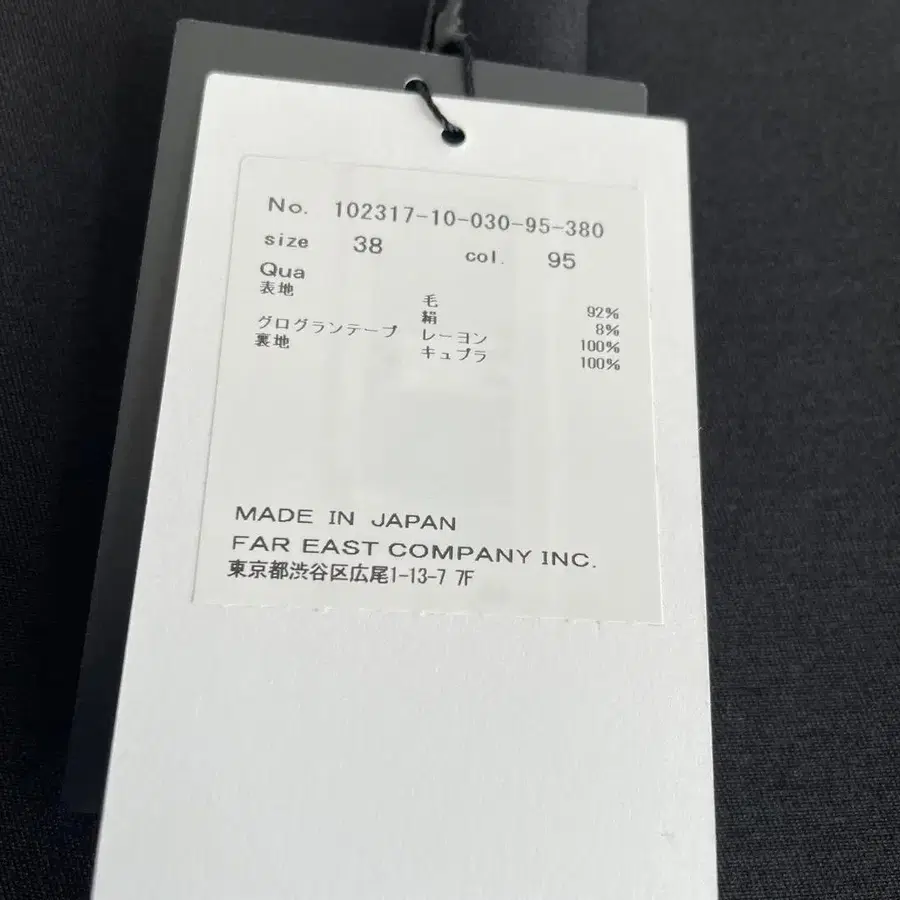 No. 102317-10-030-95-380
size 38 col. 95
Qua
表地 毛 92%
絹 8%
グログランテープ レーヨン 100%
裏地 キュプラ 100%
MADE IN JAPAN
FAR EAST COMPANY INC.
東京都渋谷区広尾1-13-7 7F